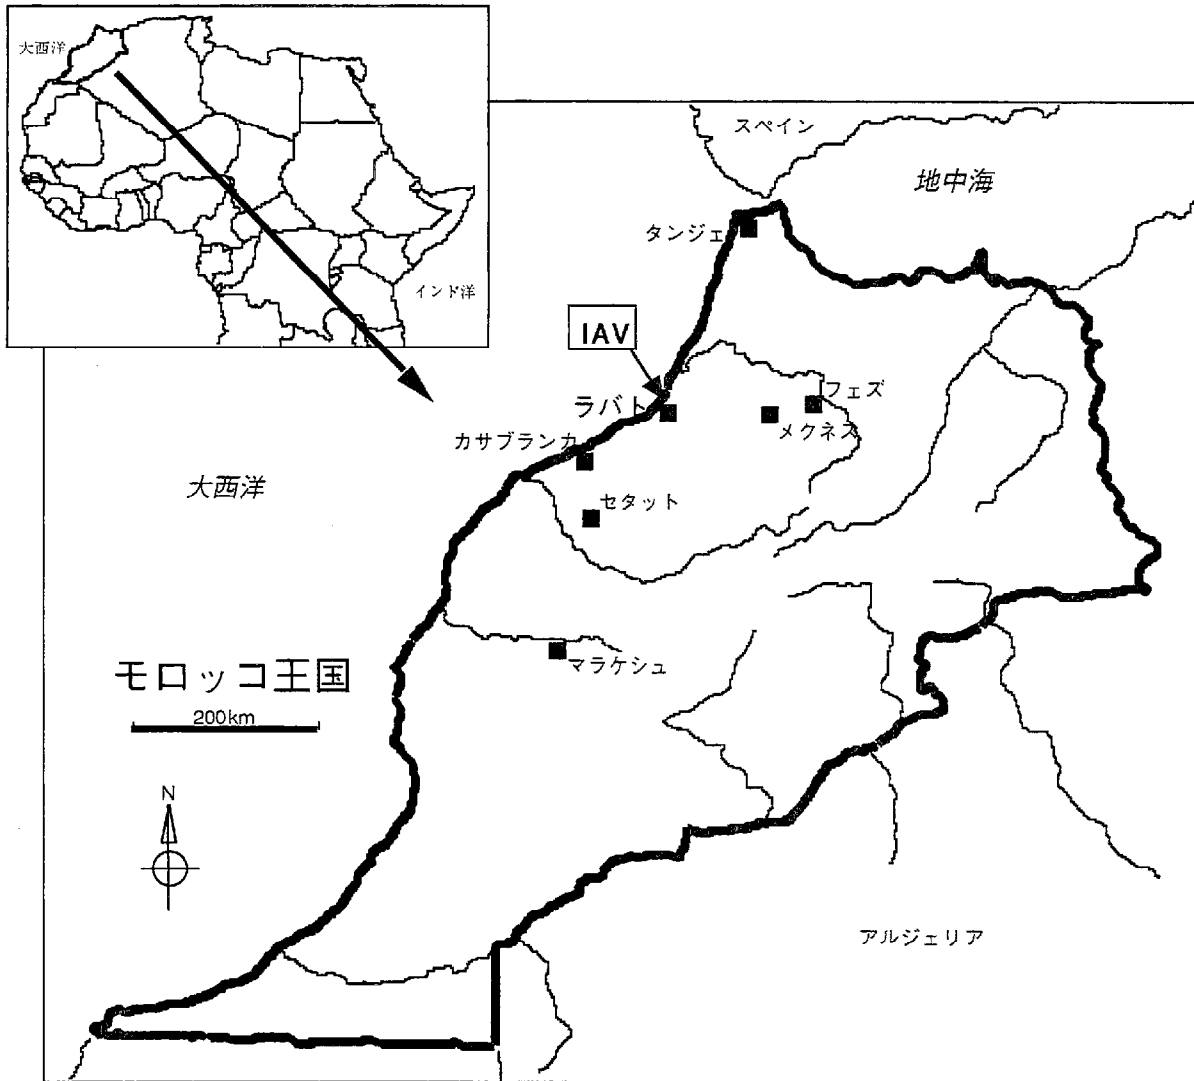 大西洋
インド洋
スペイン
地中海
タンジェ
IAV
ラバト
フェズ
メクネス
カサブランカ
大西洋
セタット
マラケシュ
モロッコ王国
200km
N
アルジェリア